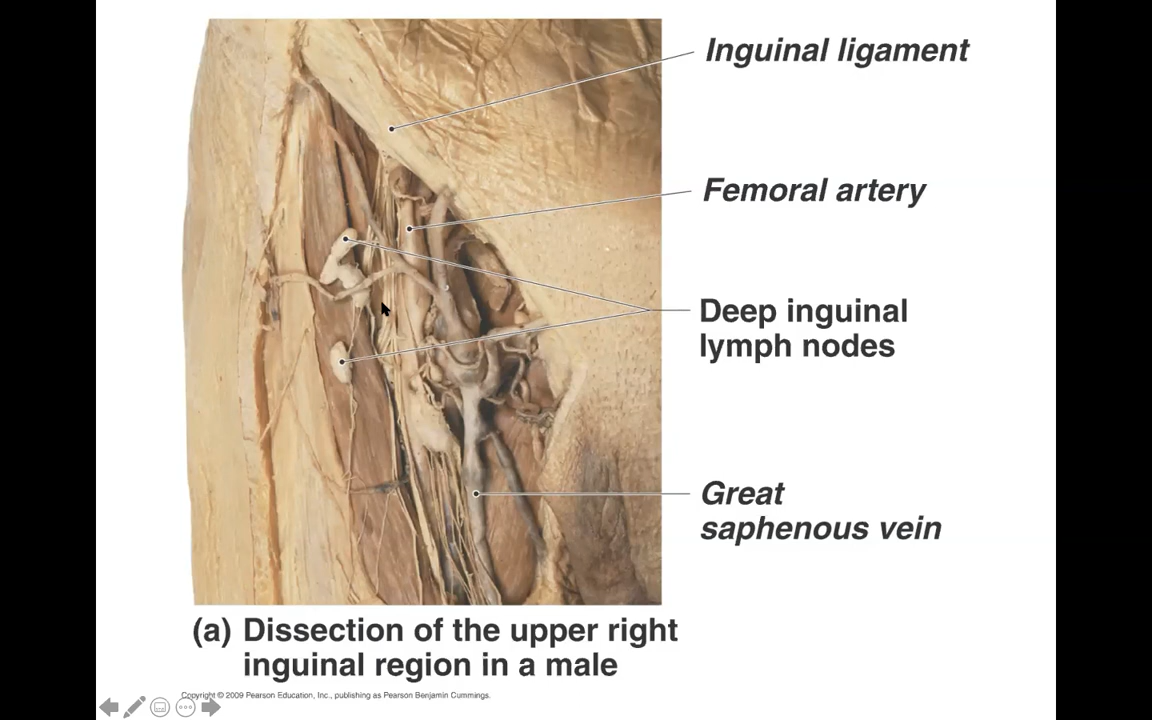 Inguinal ligament
Femoral artery
Deep inguinal
lymph nodes
Great
saphenous vein
(a) Dissection of the upper right
inguinal region in a male
Copyright © 2009 Pearson Education, Inc., publishing as Pearson Benjamin Cummings.